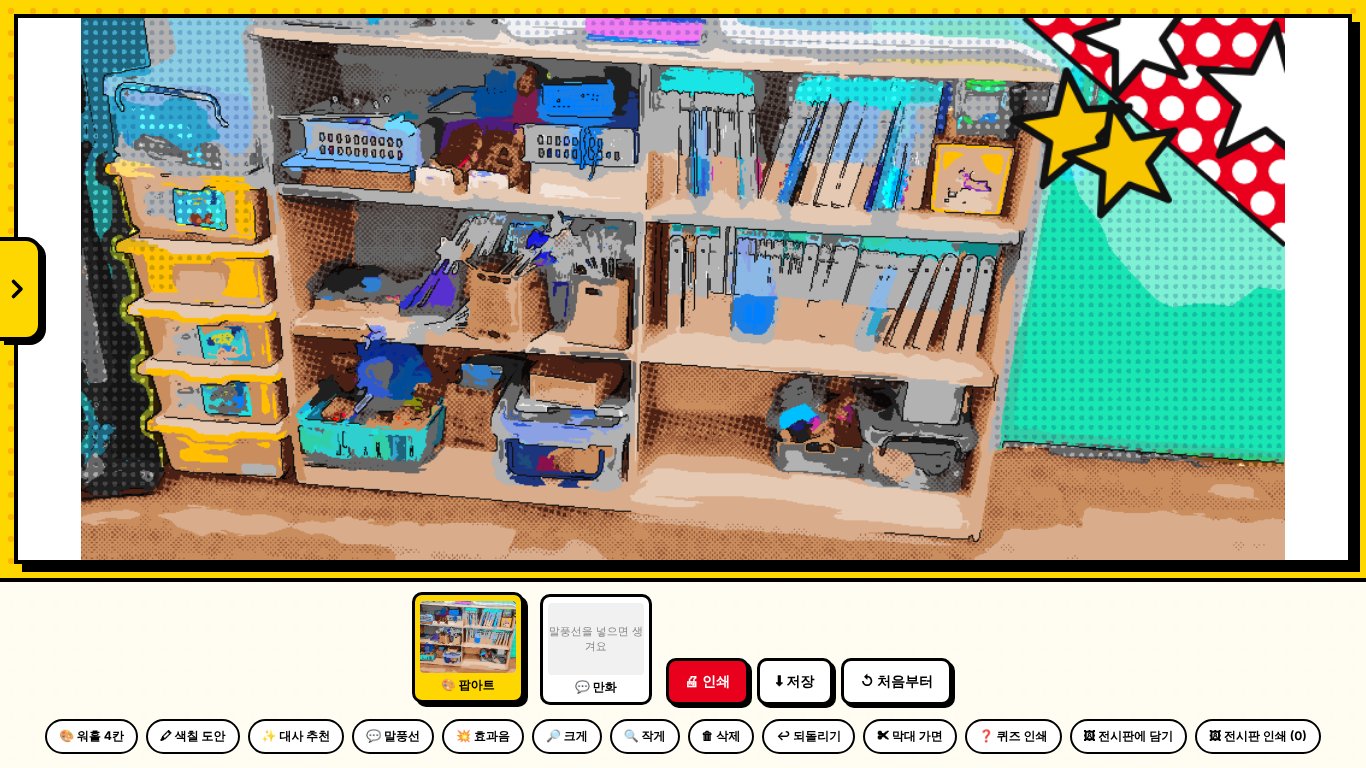 말풍선을 넣으면 생
겨요
🎨 팝아트
💬 만화
🖨 인쇄
⬇ 저장
↺ 처음부터
🎨 워홀 4칸
🖍 색칠 도안
✨ 대사 추천
💬 말풍선
💥 효과음
🔎 크게
🔍 작게
🗑 삭제
↩ 되돌리기
✂ 막대 가면
❓ 퀴즈 인쇄
🖼 전시판에 담기
🖼 전시판 인쇄 (0)